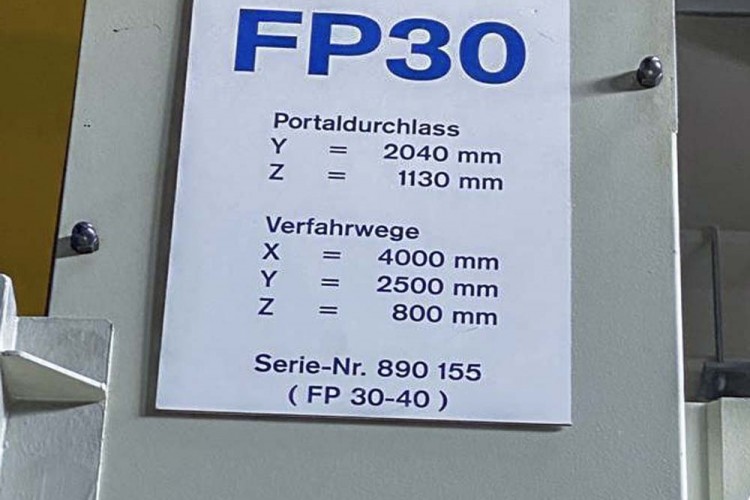 FP30
Portaldurchlass
Y = 2040 mm
Z = 1130 mm
Verfahrwege
X = 4000 mm
Y = 2500 mm
Z = 800 mm
Serie-Nr. 890 155
( FP 30-40 )